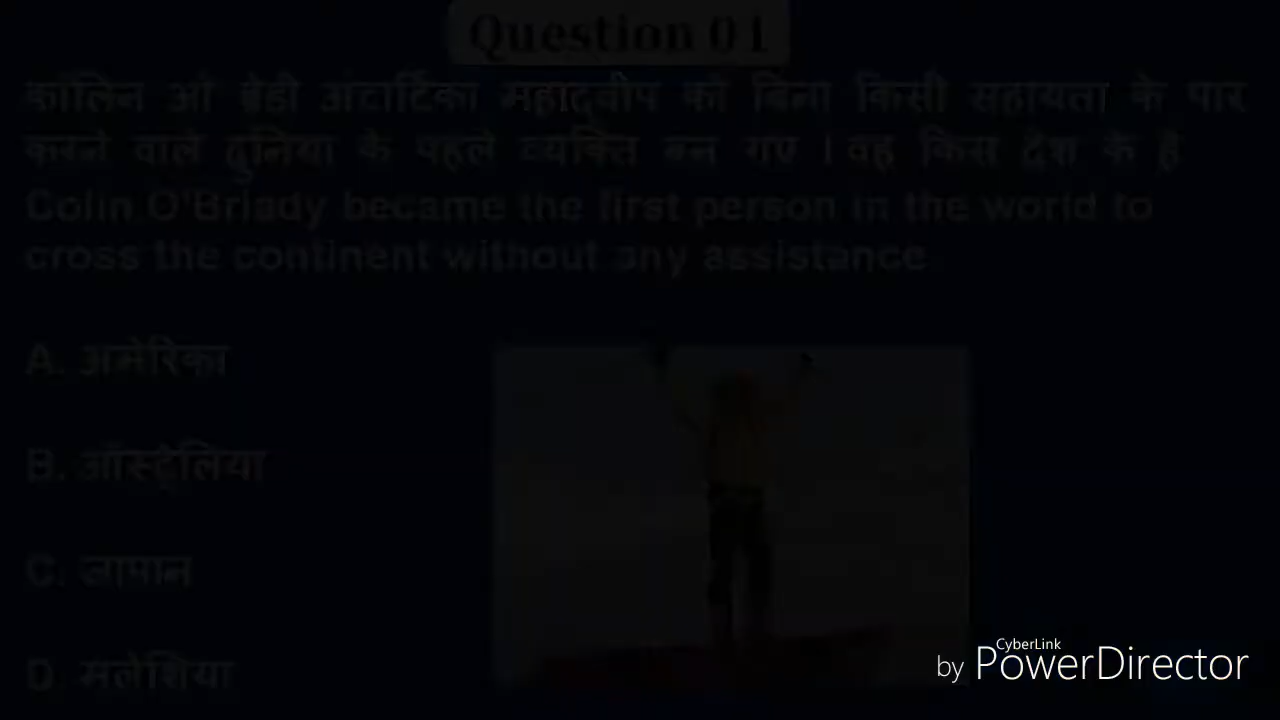 Question 01
कॉलिन ओ ब्रेडी अंटार्टिका महाद्वीप को बिना किसी सहायता के पार
करने वाले दुनिया के पहले व्यक्ति बन गए । वह किस देश के है
Colin O'Briady became the first person in the world to
cross the continent without any assistance
A. अमेरिका
B. ऑस्ट्रेलिया
C. जापान
D. मलेशिया
CyberLink
by PowerDirector